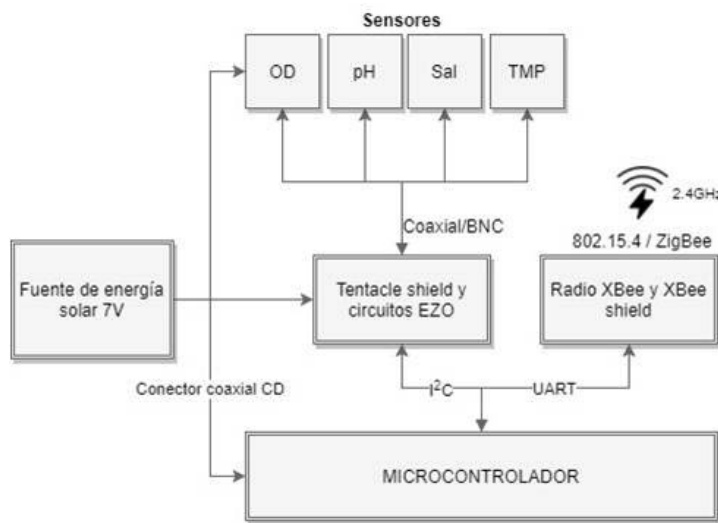 Sensores
OD
pH
Sal
TMP
2.4GHz
Coaxial/BNC
802.15.4 / ZigBee
Fuente de energía
solar 7V
Tentacle shield y
circuitos EZO
Radio XBee y XBee
shield
Conector coaxial CD
I²C
UART
MICROCONTROLADOR